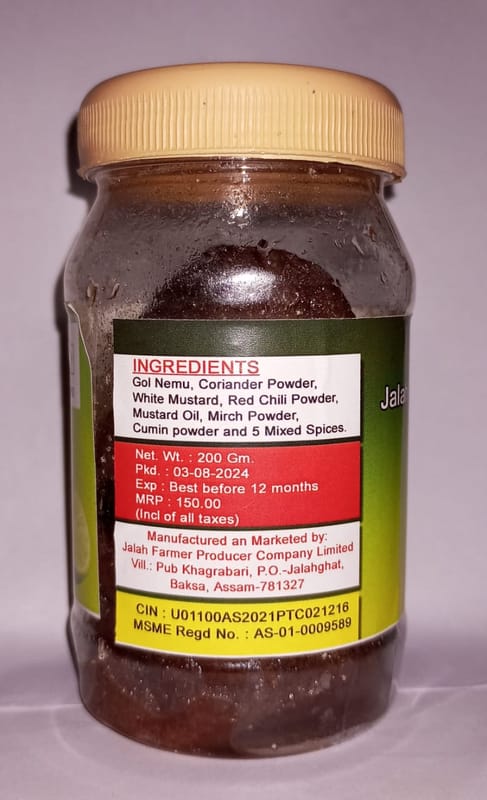 INGREDIENTS
Gol Nemu, Coriander Powder,
White Mustard, Red Chili Powder,
Mustard Oil, Mirch Powder,
Cumin powder and 5 Mixed Spices.
Net. Wt. : 200 Gm.
Pkd. : 03-08-2024
Exp : Best before 12 months
MRP : 150.00
(Incl of all taxes)
Manufactured an Marketed by:
Jalah Farmer Producer Company Limited
Vill.: Pub Khagrabari, P.O.-Jalahghat,
Baksa, Assam-781327
CIN : U01100AS2021PTC021216
MSME Regd No. : AS-01-0009589
Jalah